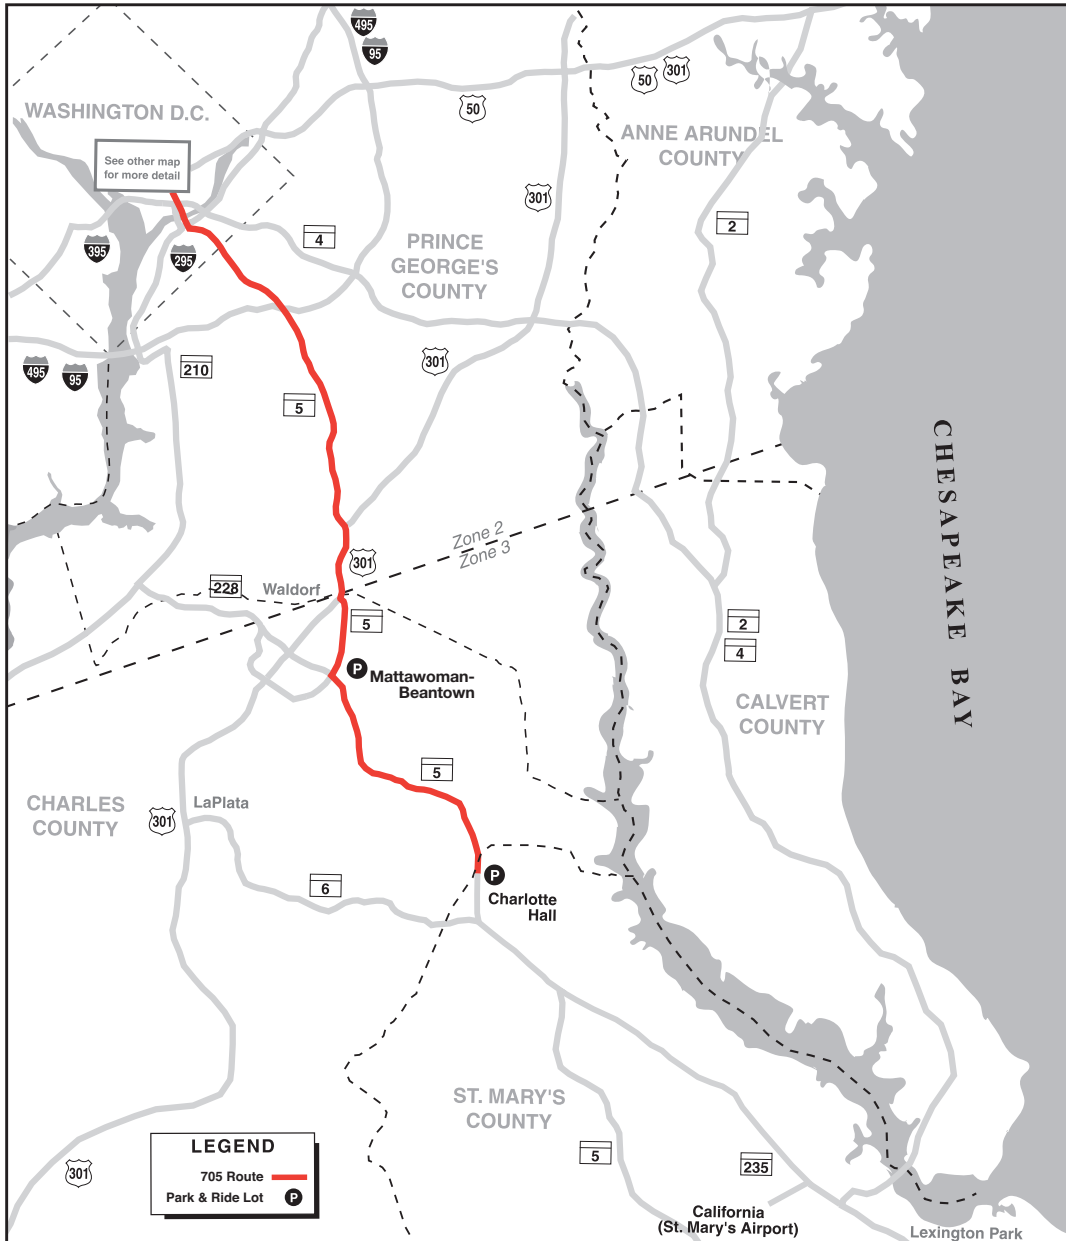 495
95
50
301
50
WASHINGTON D.C.
ANNE ARUNDEL
COUNTY
See other map
for more detail
301
2
4
395
295
PRINCE
GEORGE'S
COUNTY
301
495
95
210
5
CHESAPEAKE BAY
Zone 2
Zone 3
301
228
Waldorf
5
2
4
Mattawoman-
Beantown
P
CALVERT
COUNTY
5
CHARLES
COUNTY
301
LaPlata
P
6
Charlotte
Hall
ST. MARY'S
COUNTY
5
235
301
LEGEND
705 Route
Park & Ride Lot P
California
(St. Mary's Airport)
Lexington Park